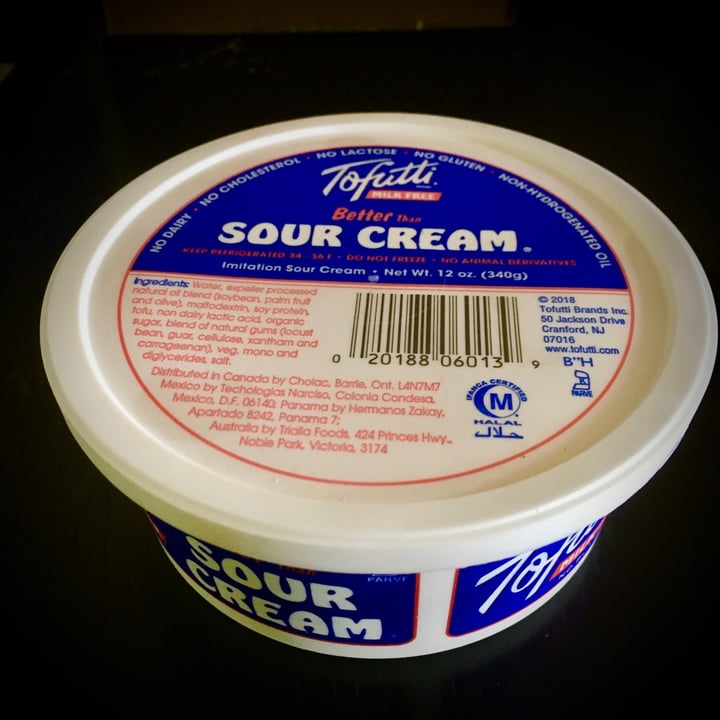 NO DAIRY • NO CHOLESTEROL • NO LACTOSE • NO GLUTEN • NON-HYDROGENATED OIL
Tofutti
MILK FREE
Better Than
SOUR CREAM®
KEEP REFRIGERATED 34 - 36 F • DO NOT FREEZE • NO ANIMAL DERIVATIVES
Imitation Sour Cream • Net Wt. 12 oz. (340g)
Ingredients: Water, expeller processed
natural oil blend (soybean, palm fruit
and olive), maltodextrin, soy protein,
tofu, non dairy lactic acid, organic
sugar, blend of natural gums (locust
bean, guar, cellulose, xantham and
carrageenan), veg. mono and
diglycerides, salt.
0 20188 06013 9
© 2018
Tofutti Brands Inc.
50 Jackson Drive
Cranford, NJ
07016
www.tofutti.com
B"H
K
PARVE
IFANCA CERTIFIED
M
HALAL
حلال
Distributed in Canada by Cholac, Barrie, Ont. L4N7M7
Mexico by Techologias Narciso, Colonia Condesa,
Mexico, D.F. 06140; Panama by Hermanos Zakay,
Apartado 8242, Panama 7;
Australia by Trialia Foods, 424 Princes Hwy.,
Noble Park, Victoria, 3174
Than
SOUR
CREAM
PARVE
Tofutti
MILK FREE